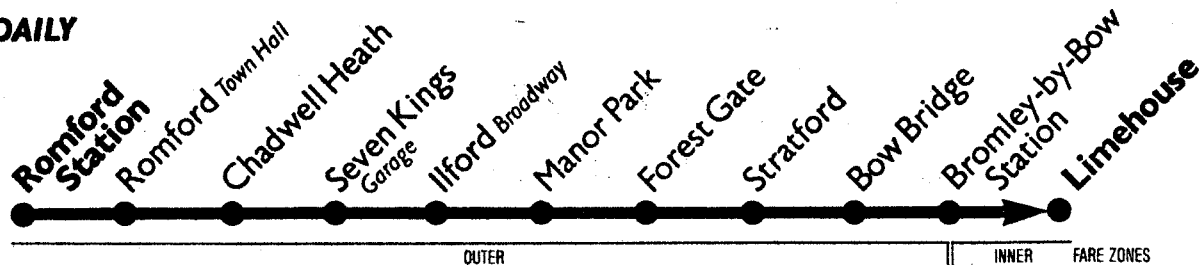 DAILY
Romford
Station
Romford Town Hall
Chadwell Heath
Seven Kings
Garage
Ilford Broadway
Manor Park
Forest Gate
Stratford
Bow Bridge
Bromley-by-Bow
Station
Limehouse
OUTER
INNER
FARE ZONES